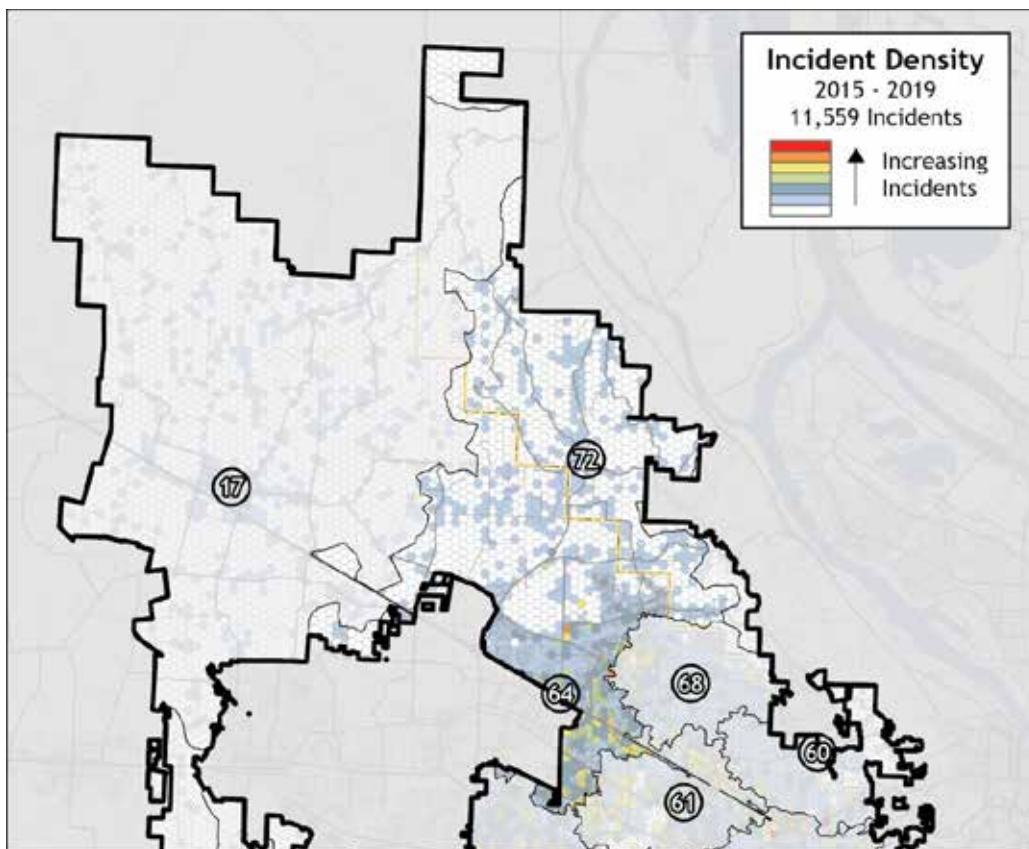 Incident Density
2015 - 2019
11,559 Incidents
Increasing
Incidents
72
17
68
64
60
61